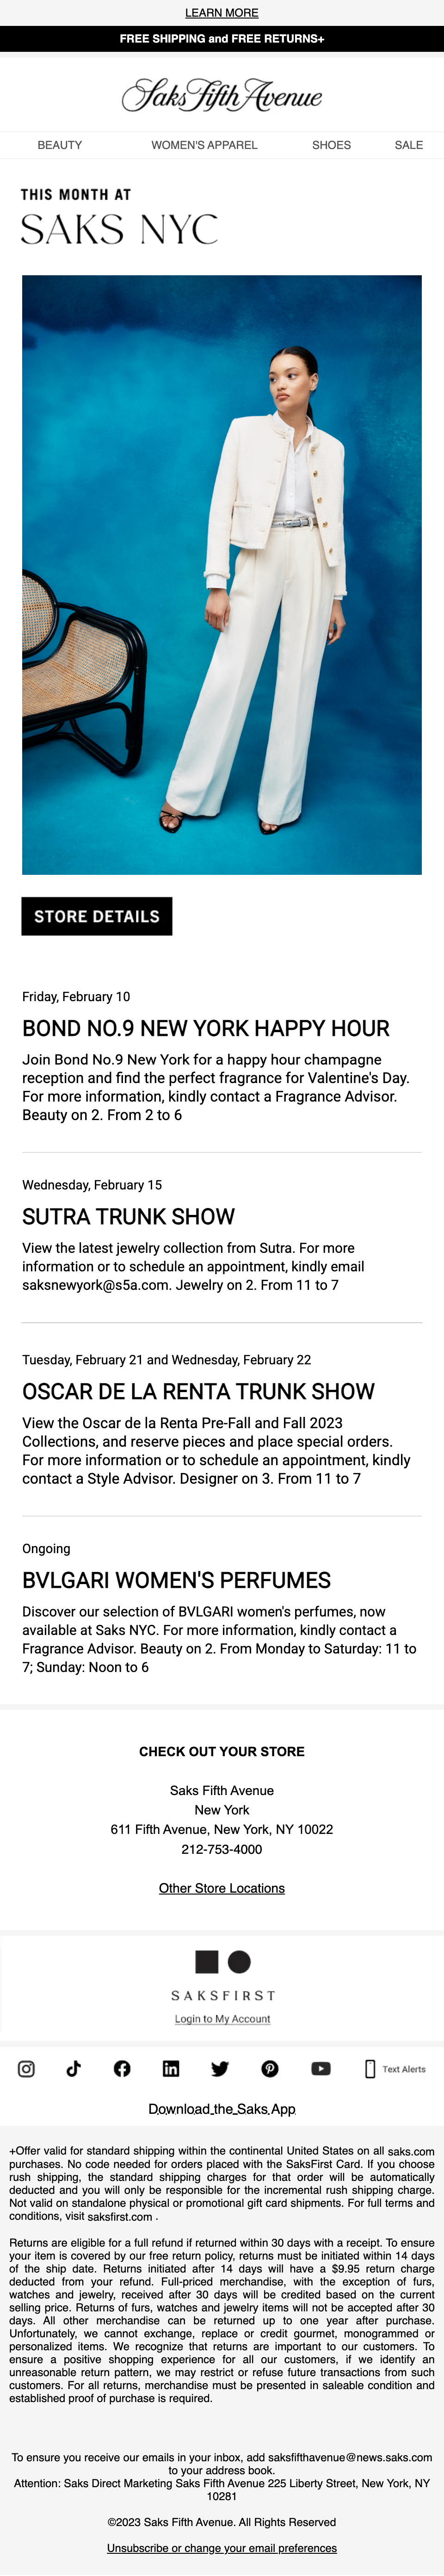 LEARN MORE
FREE SHIPPING and FREE RETURNS+
Saks Fifth Avenue
BEAUTY WOMEN'S APPAREL SHOES SALE
THIS MONTH AT
SAKS NYC
STORE DETAILS
Friday, February 10
BOND NO.9 NEW YORK HAPPY HOUR
Join Bond No.9 New York for a happy hour champagne
reception and find the perfect fragrance for Valentine's Day.
For more information, kindly contact a Fragrance Advisor.
Beauty on 2. From 2 to 6
Wednesday, February 15
SUTRA TRUNK SHOW
View the latest jewelry collection from Sutra. For more
information or to schedule an appointment, kindly email
saksnewyork@s5a.com. Jewelry on 2. From 11 to 7
Tuesday, February 21 and Wednesday, February 22
OSCAR DE LA RENTA TRUNK SHOW
View the Oscar de la Renta Pre-Fall and Fall 2023
Collections, and reserve pieces and place special orders.
For more information or to schedule an appointment, kindly
contact a Style Advisor. Designer on 3. From 11 to 7
Ongoing
BVLGARI WOMEN'S PERFUMES
Discover our selection of BVLGARI women's perfumes, now
available at Saks NYC. For more information, kindly contact a
Fragrance Advisor. Beauty on 2. From Monday to Saturday: 11 to
7; Sunday: Noon to 6
CHECK OUT YOUR STORE
Saks Fifth Avenue
New York
611 Fifth Avenue, New York, NY 10022
212-753-4000
Other Store Locations
SAKSFIRST
Login to My Account
Text Alerts
Download the Saks App
+Offer valid for standard shipping within the continental United States on all saks.com
purchases. No code needed for orders placed with the SaksFirst Card. If you choose
rush shipping, the standard shipping charges for that order will be automatically
deducted and you will only be responsible for the incremental rush shipping charge.
Not valid on standalone physical or promotional gift card shipments. For full terms and
conditions, visit saksfirst.com .
Returns are eligible for a full refund if returned within 30 days with a receipt. To ensure
your item is covered by our free return policy, returns must be initiated within 14 days
of the ship date. Returns initiated after 14 days will have a $9.95 return charge
deducted from your refund. Full-priced merchandise, with the exception of furs,
watches and jewelry, received after 30 days will be credited based on the current
selling price. Returns of furs, watches and jewelry items will not be accepted after 30
days. All other merchandise can be returned up to one year after purchase.
Unfortunately, we cannot exchange, replace or credit gourmet, monogrammed or
personalized items. We recognize that returns are important to our customers. To
ensure a positive shopping experience for all our customers, if we identify an
unreasonable return pattern, we may restrict or refuse future transactions from such
customers. For all returns, merchandise must be presented in saleable condition and
established proof of purchase is required.
To ensure you receive our emails in your inbox, add saksfifthavenue@news.saks.com
to your address book.
Attention: Saks Direct Marketing Saks Fifth Avenue 225 Liberty Street, New York, NY
10281
©2023 Saks Fifth Avenue. All Rights Reserved
Unsubscribe or change your email preferences